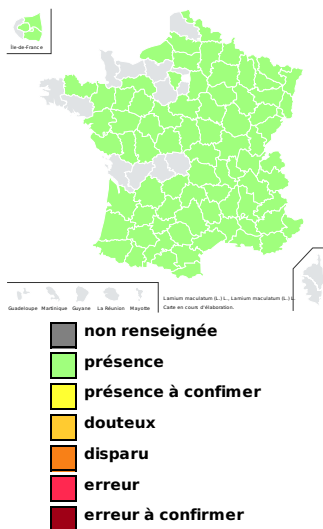 Île-de-France
Guadeloupe Martinique Guyane La Réunion Mayotte
Lamium maculatum (L.) L., Lamium maculatum (L.) L.
Carte en cours d'élaboration.
non renseignée
présence
présence à confimer
douteux
disparu
erreur
erreur à confirmer